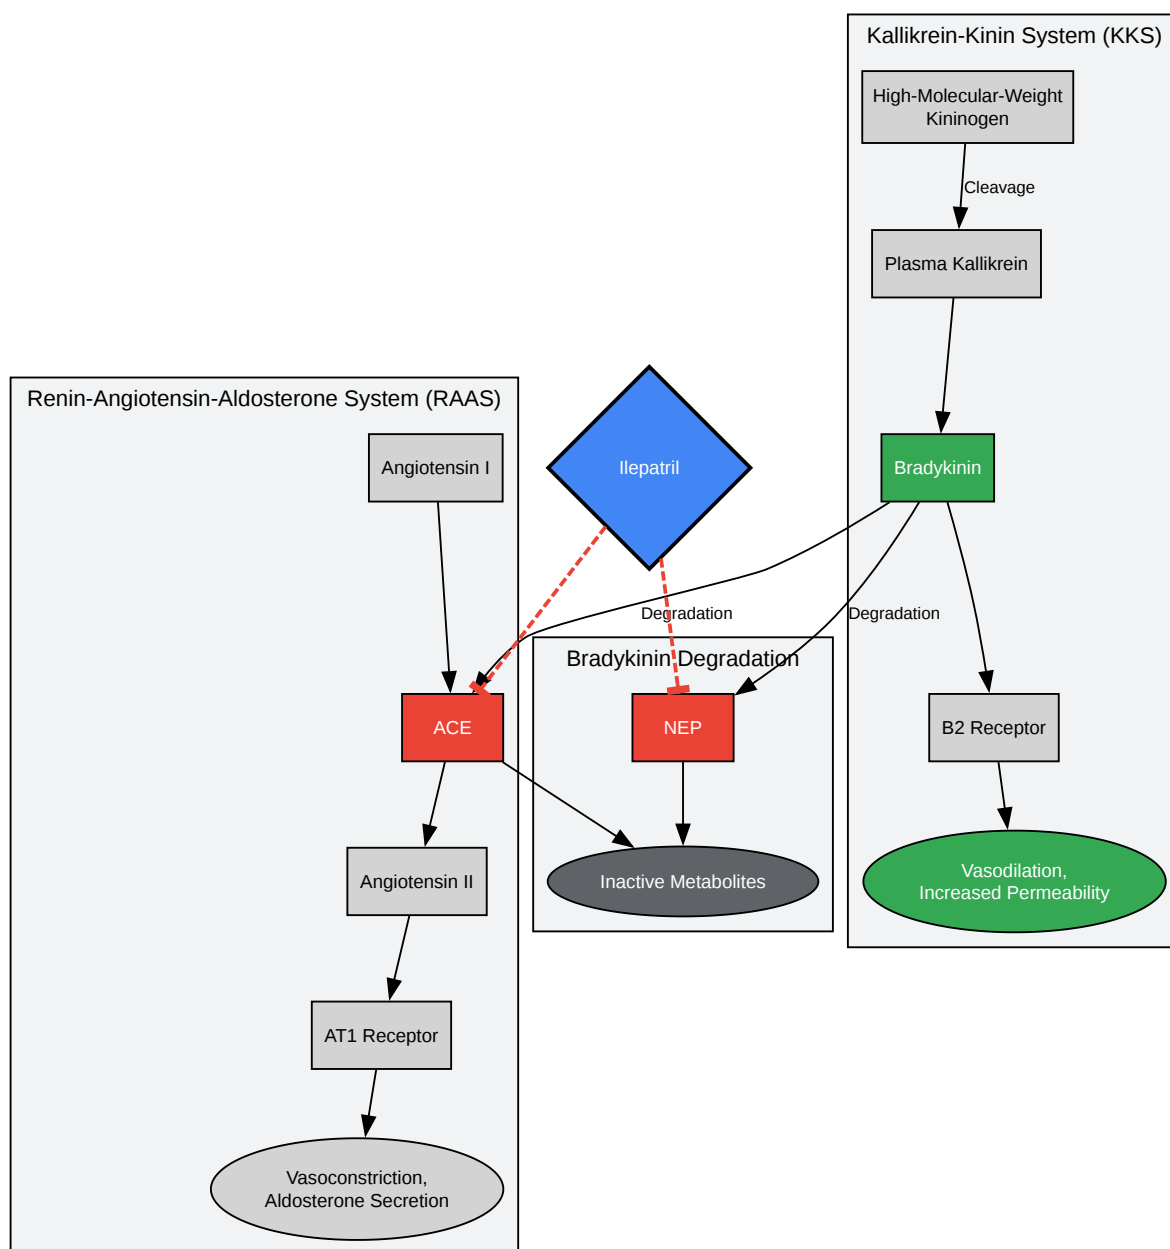 Kallikrein-Kinin System (KKS)
High-Molecular-Weight
Kininogen
Cleavage
Plasma Kallikrein
Renin-Angiotensin-Aldosterone System (RAAS)
Angiotensin I
Ilepatril
Bradykinin
Degradation
Degradation
Bradykinin Degradation
ACE
NEP
B2 Receptor
Angiotensin II
Inactive Metabolites
Vasodilation,
Increased Permeability
AT1 Receptor
Vasoconstriction,
Aldosterone Secretion